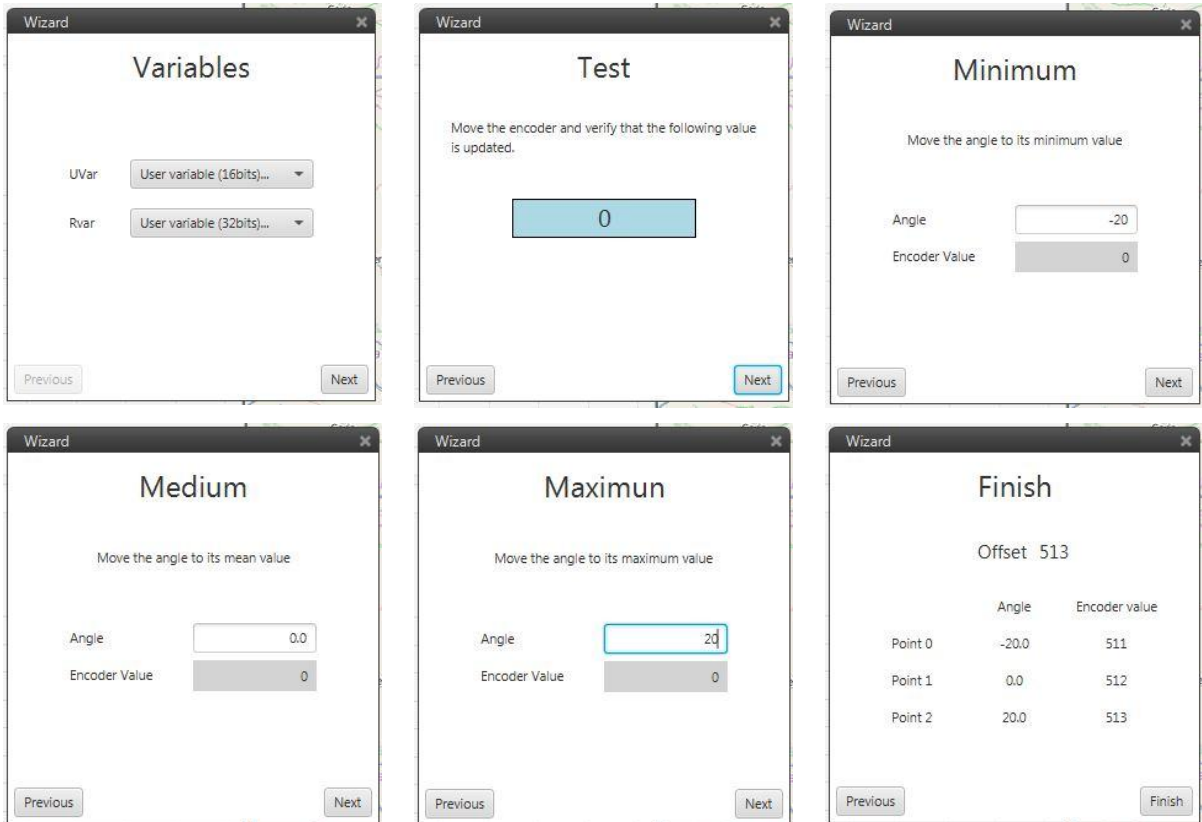 Wizard
Variables
UVar User variable (16bits)...
Rvar User variable (32bits)...
Previous Next
Wizard
Test
Move the encoder and verify that the following value
is updated.
0
Previous Next
Wizard
Minimum
Move the angle to its minimum value
Angle -20
Encoder Value 0
Previous Next
Wizard
Medium
Move the angle to its mean value
Angle 0.0
Encoder Value 0
Previous Next
Wizard
Maximun
Move the angle to its maximum value
Angle 20
Encoder Value 0
Previous Next
Wizard
Finish
Offset 513
Angle Encoder value
Point 0 -20.0 511
Point 1 0.0 512
Point 2 20.0 513
Previous Finish